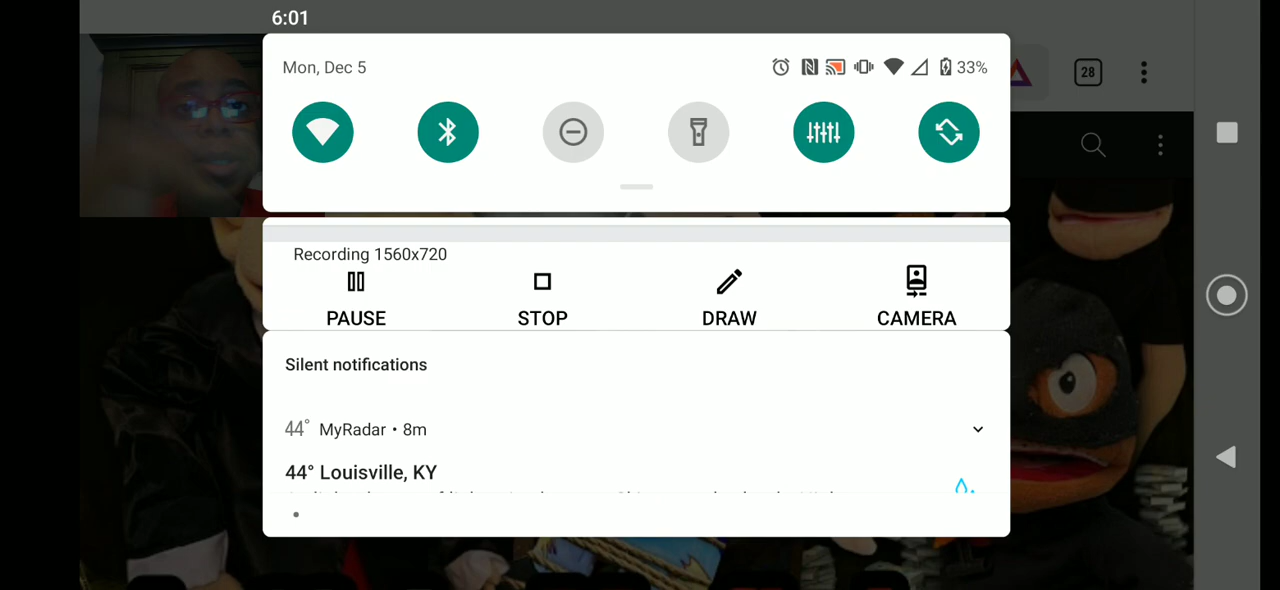 6:01
Mon, Dec 5
33%
28
Recording 1560x720
PAUSE STOP DRAW CAMERA
Silent notifications
44° MyRadar • 8m
44° Louisville, KY